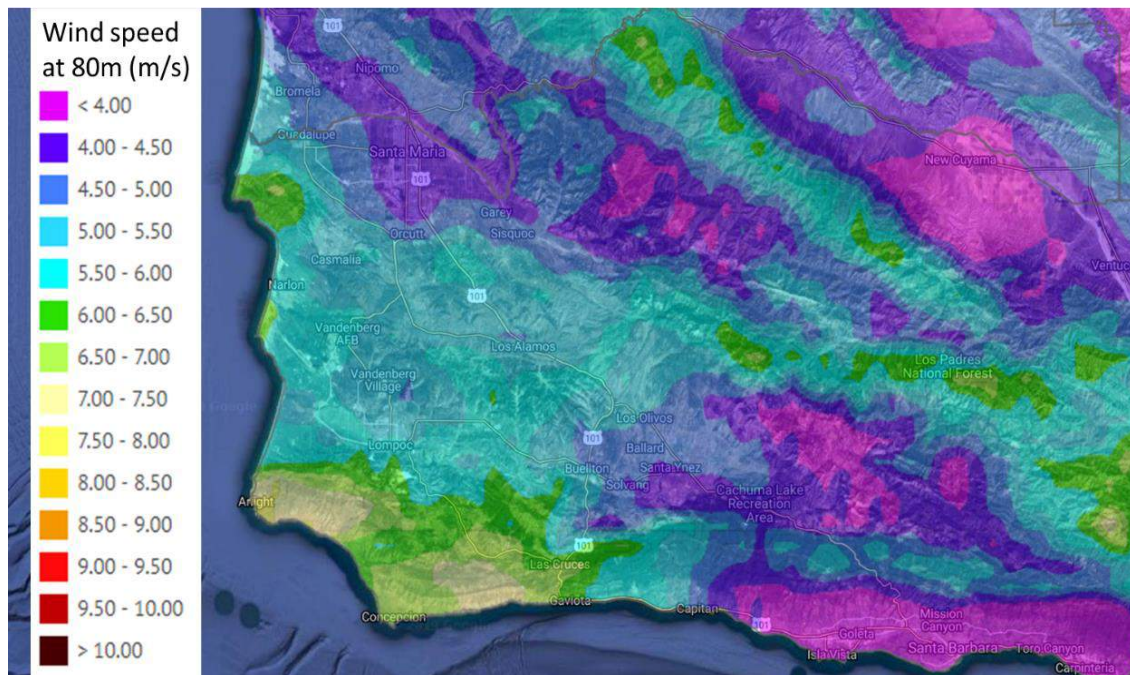 Wind speed
at 80m (m/s)
< 4.00
4.00 - 4.50
4.50 - 5.00
5.00 - 5.50
5.50 - 6.00
6.00 - 6.50
6.50 - 7.00
7.00 - 7.50
7.50 - 8.00
8.00 - 8.50
8.50 - 9.00
9.00 - 9.50
9.50 - 10.00
> 10.00
101
Nipomo
Bromela
Guadalupe
Santa Maria
101
New Cuyama
Garey
Sisquoc
Orcutt
Casmalia
Ventuc
Narlon
101
Vandenberg
AFB
Los Alamos
Los Padres
National Forest
Vandenberg
Village
Los Olivos
Lompoc
101
Ballard
Santa Ynez
Buellton
Solvang
Cachuma Lake
Recreation
Area
Arlight
101
Las Cruces
Gaviota
Capitan
Concepcion
101
Mission
Canyon
Goleta
Isla Vista
Santa Barbara
Toro Canyon
Carpinteria